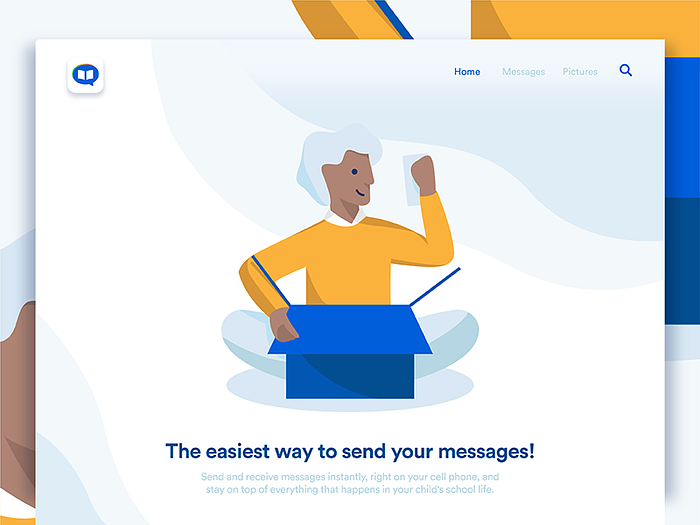 Home Messages Pictures
The easiest way to send your messages!
Send and receive messages instantly, right on your cell phone, and
stay on top of everything that happens in your child's school life.